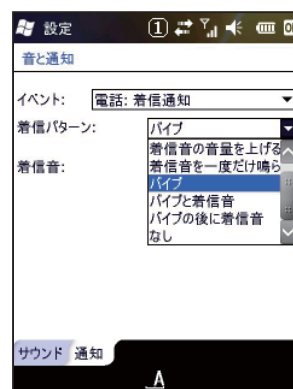 設定
1
音と通知
イベント: 電話: 着信通知
着信パターン: バイブ
着信音の音量を上げる
着信音を一度だけ鳴ら
着信音:
バイブ
バイブと着信音
バイブの後に着信音
なし
サウンド 通知
A